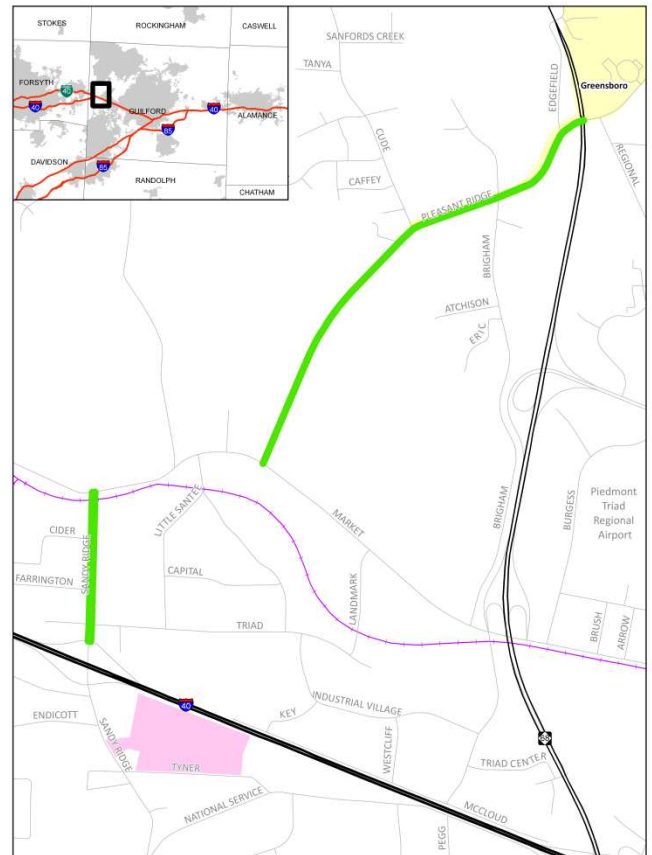 STOKES
ROCKINGHAM
CASWELL
FORSYTH
40
40
GUILFORD
40
ALAMANCE
85
DAVIDSON
85
RANDOLPH
CHATHAM
SANFORDS CREEK
TANYA
EDGEFIELD
Greensboro
CUDE
REGIONAL
CAFFEY
PLEASANT RIDGE
BRIGHAM
ATCHISON
ERIC
MARKET
LITTLE SANTEE
BRIGHAM
BURGESS
Piedmont
Triad
Regional
Airport
CIDER
SANDY RIDGE
FARRINGTON
CAPITAL
LANDMARK
TRIAD
BRUSH
ARROW
40
INDUSTRIAL VILLAGE
KEY
ENDICOTT
SANDY RIDGE
WESTCLIFF
TRIAD CENTER
TYNER
NATIONAL SERVICE
MCCLOUD
PEGG